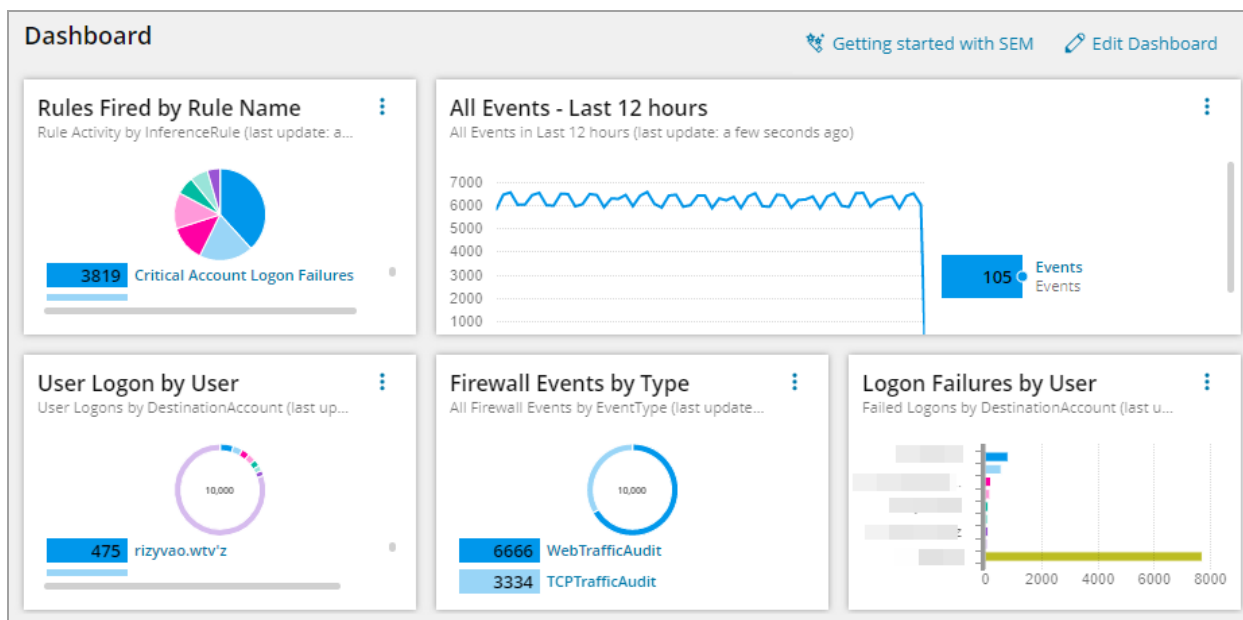 Dashboard
Getting started with SEM
Edit Dashboard
Rules Fired by Rule Name
Rule Activity by InferenceRule (last update: a...
3819 Critical Account Logon Failures
All Events - Last 12 hours
All Events in Last 12 hours (last update: a few seconds ago)
7000
6000
5000
4000
3000
2000
1000
105 Events
Events
User Logon by User
User Logons by DestinationAccount (last up...
10,000
475 rizyvao.wtv'z
Firewall Events by Type
All Firewall Events by EventType (last update...
10,000
6666 WebTrafficAudit
3334 TCPTrafficAudit
Logon Failures by User
Failed Logons by DestinationAccount (last u...
0 2000 4000 6000 8000